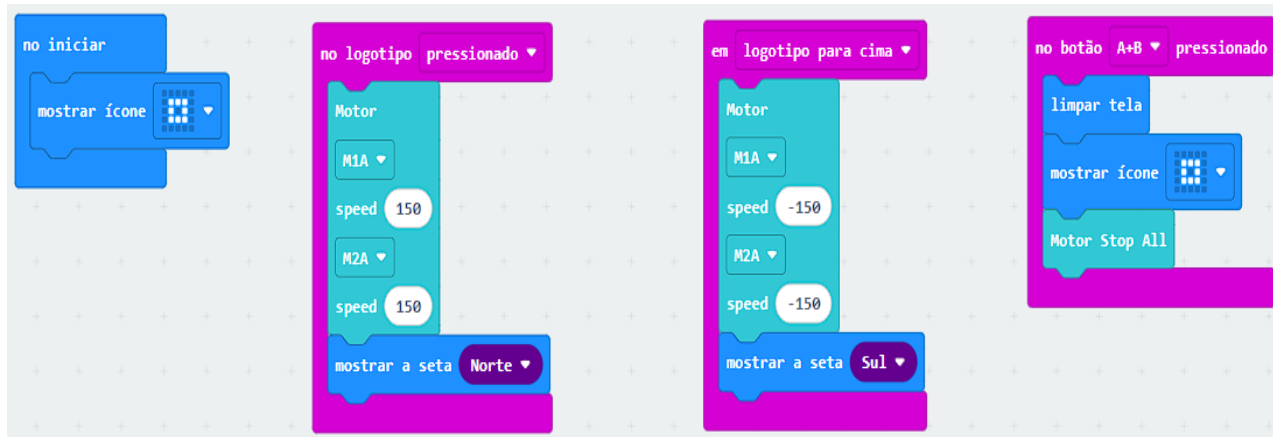 no iniciar
mostrar ícone
no logotipo pressionado
Motor
M1A
speed 150
M2A
speed 150
mostrar a seta Norte
em logotipo para cima
Motor
M1A
speed -150
M2A
speed -150
mostrar a seta Sul
no botão A+B pressionado
limpar tela
mostrar ícone
Motor Stop All